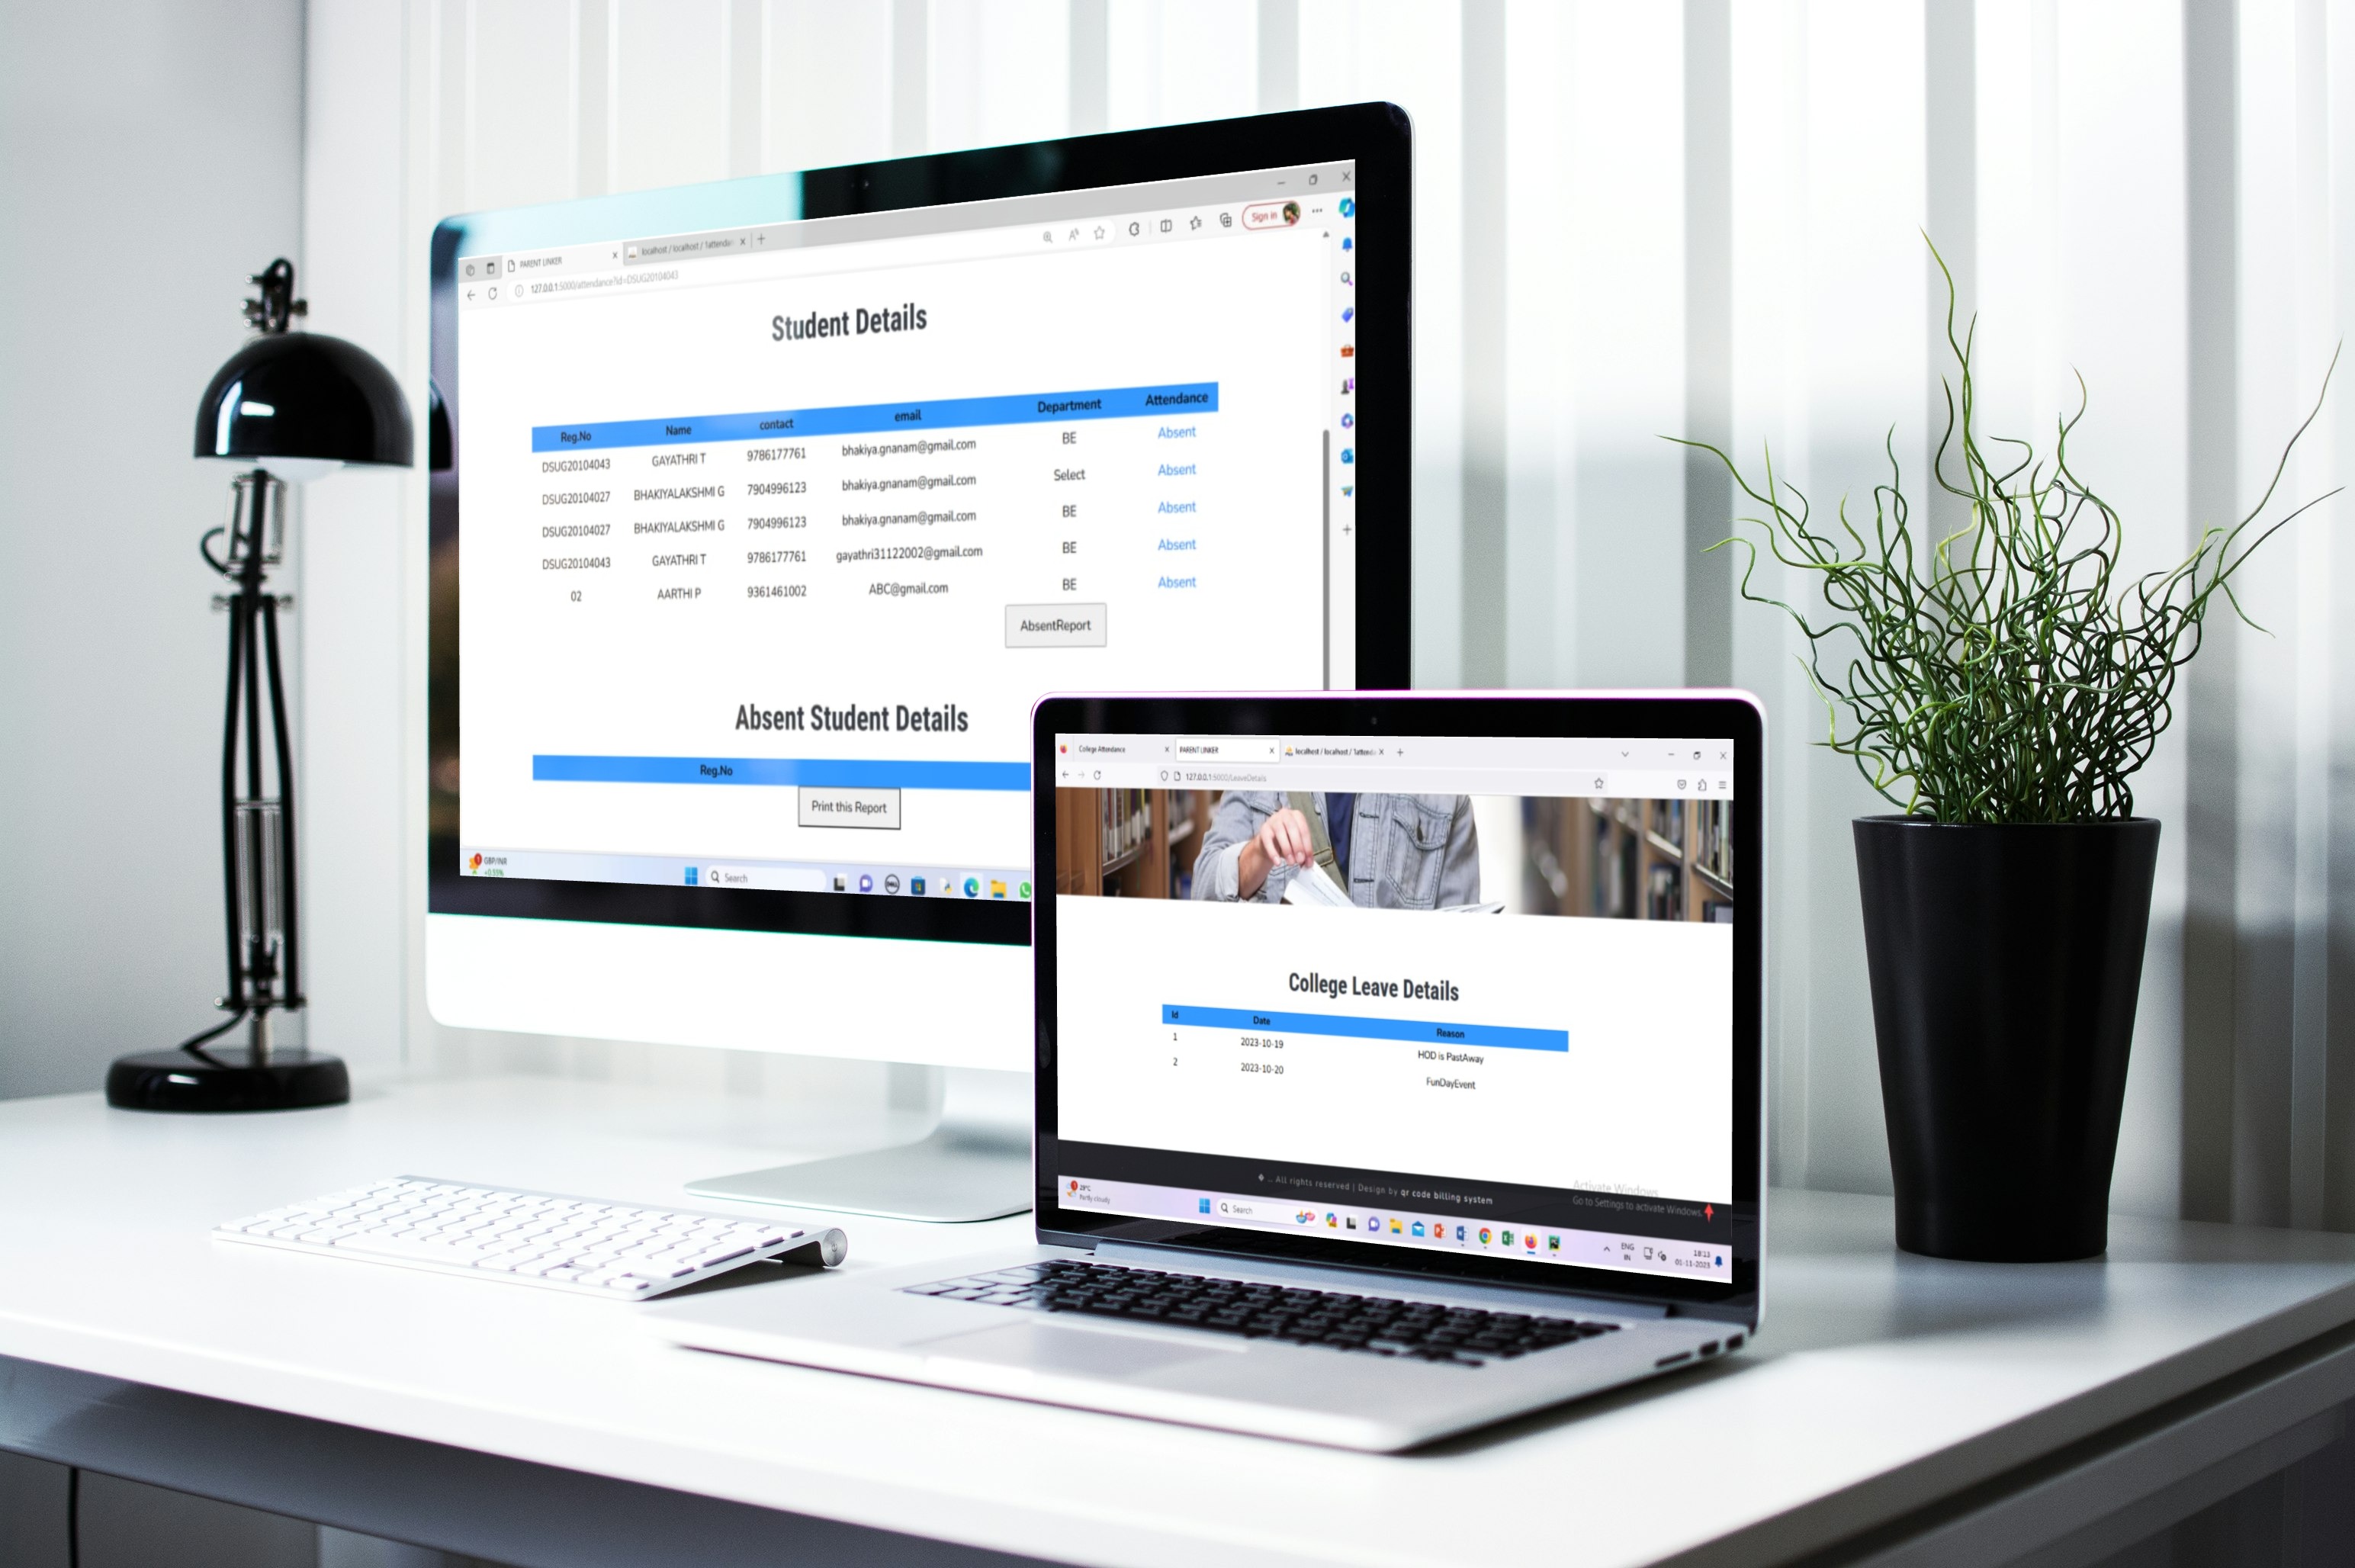 PARENT LINKER
localhost / localhost / 1attenda
Sign in
127.0.0.1:5000/attendance?id=DSUG20104043
Student Details
Reg.No Name contact email Department Attendance
DSUG20104043 GAYATHRI T 9786177761 bhakiya.gnanam@gmail.com BE Absent
DSUG20104027 BHAKIYALAKSHMI G 7904996123 bhakiya.gnanam@gmail.com Select Absent
DSUG20104027 BHAKIYALAKSHMI G 7904996123 bhakiya.gnanam@gmail.com BE Absent
DSUG20104043 GAYATHRI T 9786177761 gayathri31122002@gmail.com BE Absent
02 AARTHI P 9361461002 ABC@gmail.com BE Absent
AbsentReport
Absent Student Details
Reg.No
Print this Report
GBP/INR
+0.55%
Search
College Attendance PARENT LINKER localhost / localhost / 1attenda
127.0.0.1:5000/LeaveDetails
College Leave Details
Id Date Reason
1 2023-10-19 HOD is PastAway
2 2023-10-20 FunDayEvent
.. All rights reserved | Design by qr code billing system
Activate Windows
Go to Settings to activate Windows.
29°C
Partly cloudy
Search
ENG
IN
18:13
01-11-2023